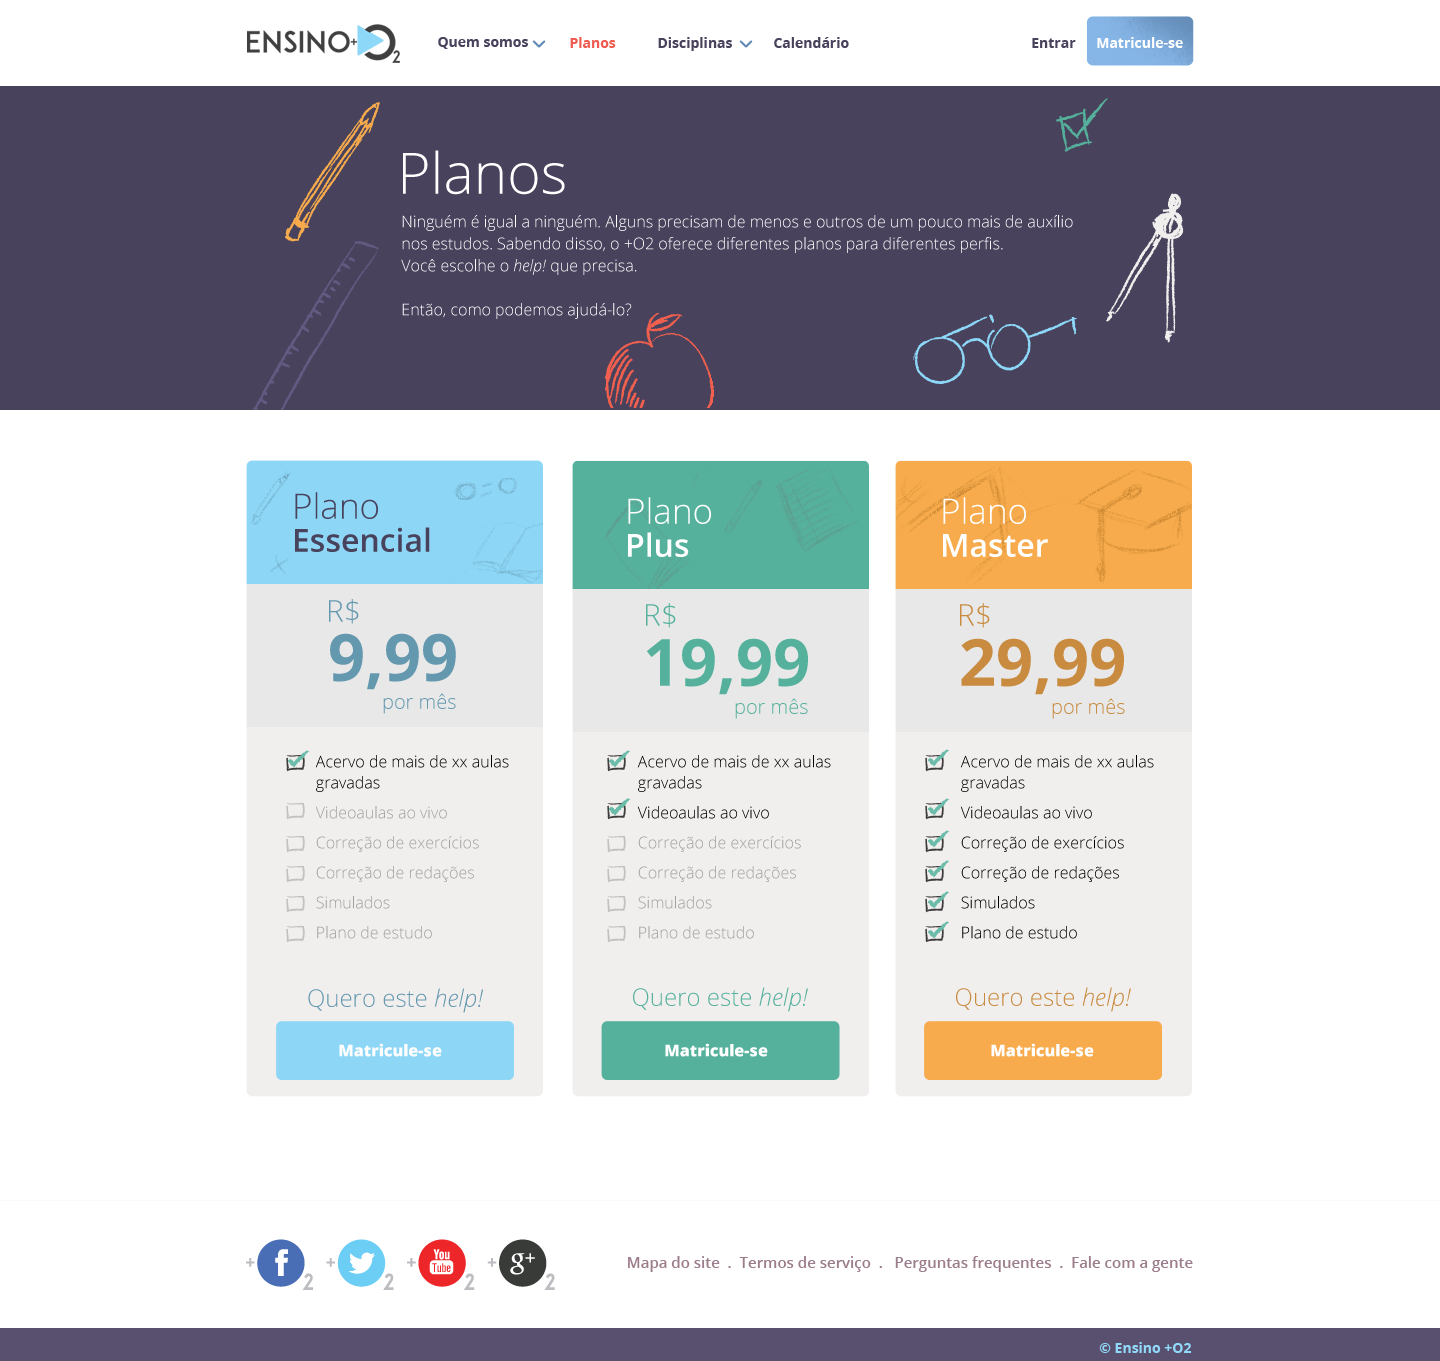 ENSINO+O2
Quem somos
Planos
Disciplinas
Calendário
Entrar
Matricule-se
Planos
Ninguém é igual a ninguém. Alguns precisam de menos e outros de um pouco mais de auxílio
nos estudos. Sabendo disso, o +O2 oferece diferentes planos para diferentes perfis.
Você escolhe o help! que precisa.
Então, como podemos ajudá-lo?
Plano
Essencial
R$
9,99
por mês
Acervo de mais de xx aulas
gravadas
Videoaulas ao vivo
Correção de exercícios
Correção de redações
Simulados
Plano de estudo
Quero este help!
Matricule-se
Plano
Plus
R$
19,99
por mês
Acervo de mais de xx aulas
gravadas
Videoaulas ao vivo
Correção de exercícios
Correção de redações
Simulados
Plano de estudo
Quero este help!
Matricule-se
Plano
Master
R$
29,99
por mês
Acervo de mais de xx aulas
gravadas
Videoaulas ao vivo
Correção de exercícios
Correção de redações
Simulados
Plano de estudo
Quero este help!
Matricule-se
+ f 2
+ 2
+ You Tube 2
+ g+ 2
Mapa do site . Termos de serviço . Perguntas frequentes . Fale com a gente
© Ensino +O2